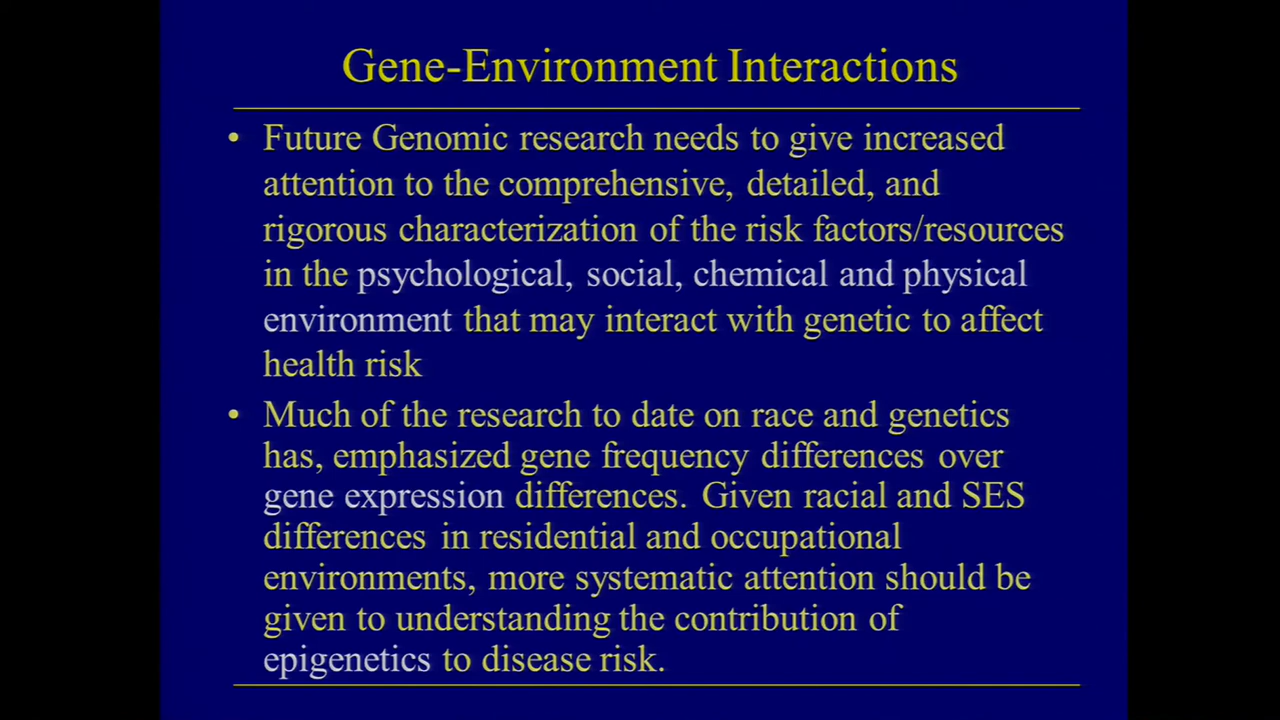 Gene-Environment Interactions
• Future Genomic research needs to give increased
attention to the comprehensive, detailed, and
rigorous characterization of the risk factors/resources
in the psychological, social, chemical and physical
environment that may interact with genetic to affect
health risk
• Much of the research to date on race and genetics
has, emphasized gene frequency differences over
gene expression differences. Given racial and SES
differences in residential and occupational
environments, more systematic attention should be
given to understanding the contribution of
epigenetics to disease risk.